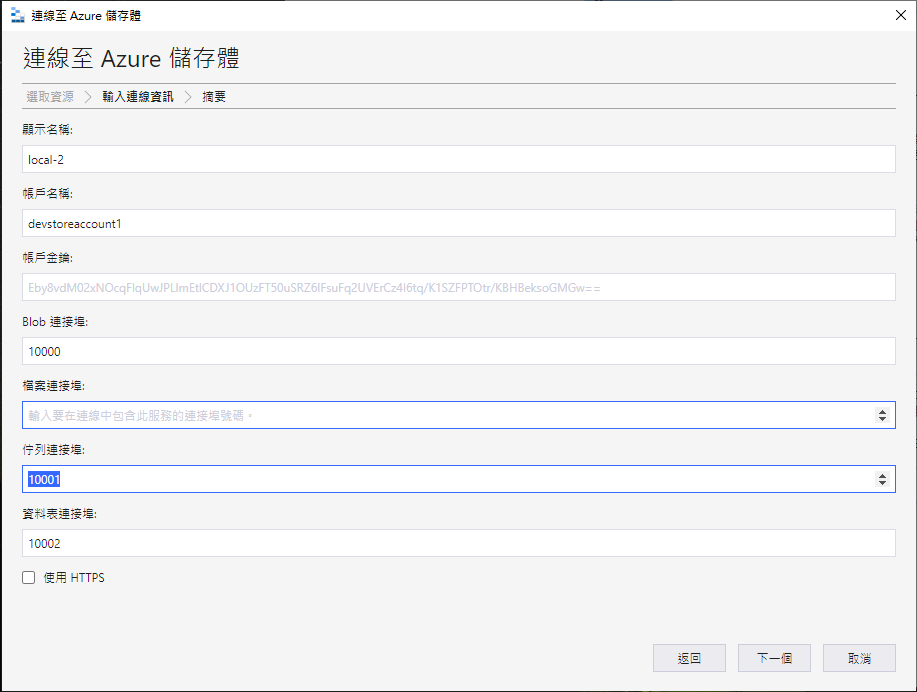 連線至 Azure 儲存體
連線至 Azure 儲存體
選取資源 > 輸入連線資訊 > 摘要
顯示名稱:
local-2
帳戶名稱:
devstoreaccount1
帳戶金鑰:
Eby8vdM02xNOcqFlqUwJPLlmEtlCDXJ1OUzFT50uSRZ6IFsuFq2UVErCz4I6tq/K1SZFPTOtr/KBHBeksoGMGw==
Blob 連接埠:
10000
檔案連接埠:
輸入要在連線中包含此服務的連接埠號碼。
佇列連接埠:
10001
資料表連接埠:
10002
使用 HTTPS
返回 下一個 取消